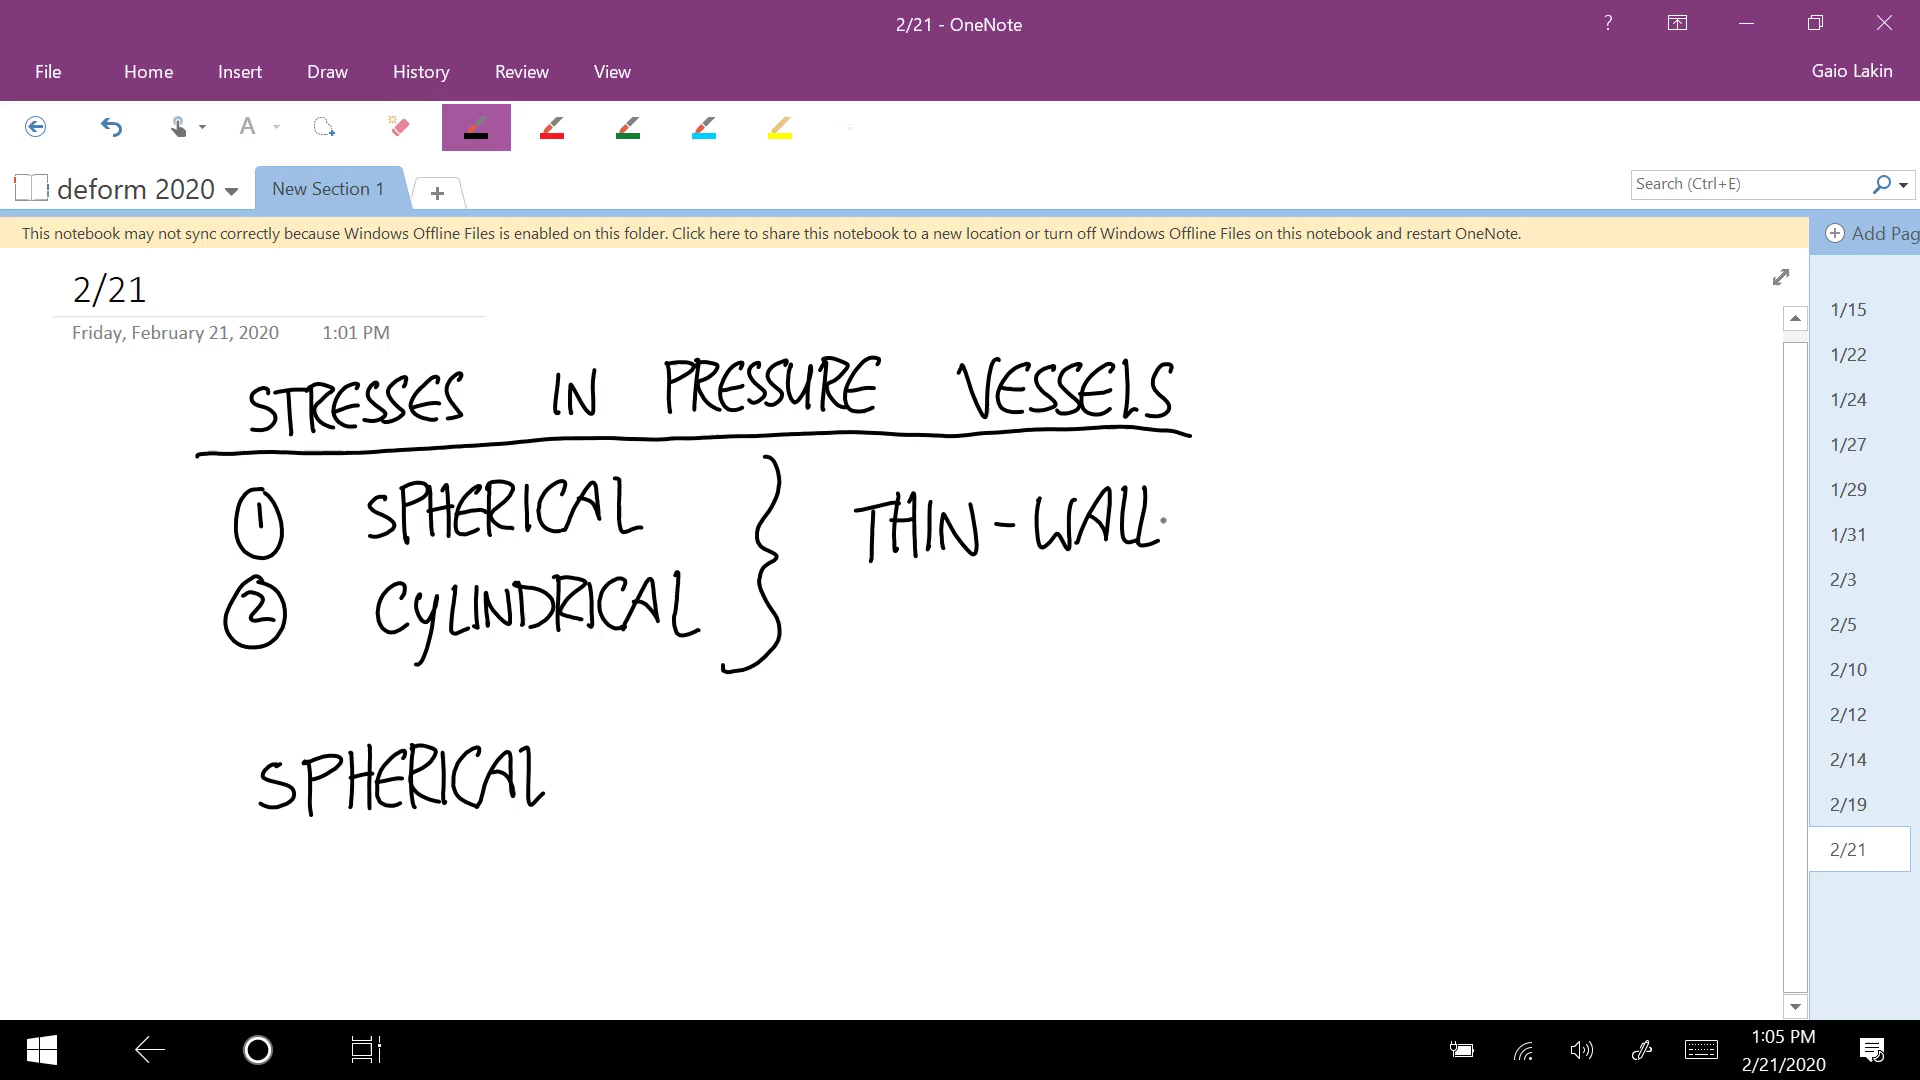 2/21 - OneNote
?
File Home Insert Draw History Review View
Gaio Lakin
A
deform 2020
New Section 1
+
Search (Ctrl+E)
This notebook may not sync correctly because Windows Offline Files is enabled on this folder. Click here to share this notebook to a new location or turn off Windows Offline Files on this notebook and restart OneNote.
Add Pag
2/21
Friday, February 21, 2020 1:01 PM
STRESSES IN PRESSURE VESSELS
1 SPHERICAL
THIN-WALL
2 CYLINDRICAL
SPHERICAL
1/15
1/22
1/24
1/27
1/29
1/31
2/3
2/5
2/10
2/12
2/14
2/19
2/21
1:05 PM
2/21/2020